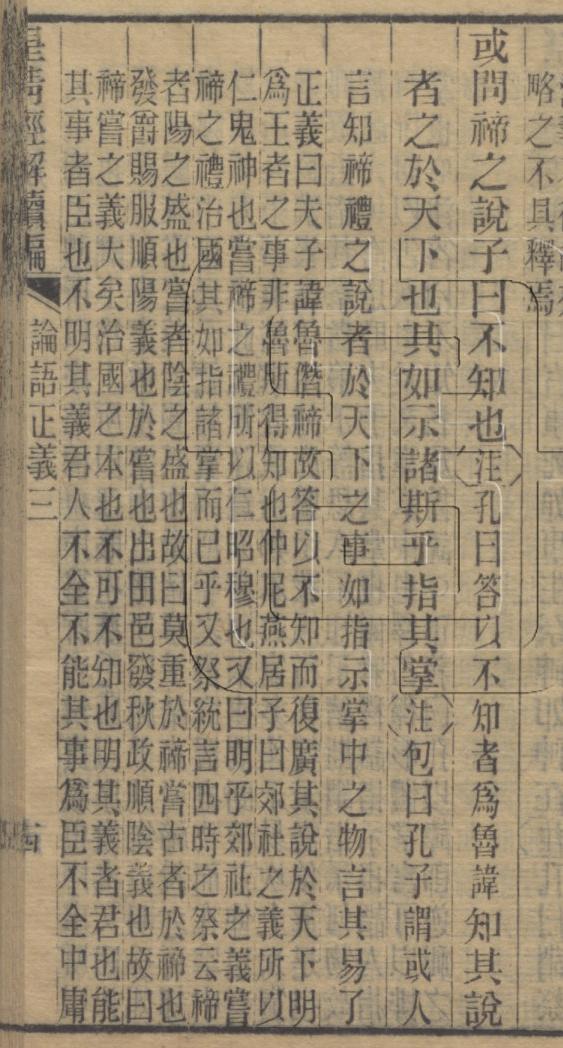 略之不具釋焉
或問禘之說子曰不知也注孔曰答以不知者爲魯諱知其說
者之於天下也其如示諸斯乎指其掌注包曰孔子謂或人
言知禘禮之說者於天下之事如指示掌中之物言其易了
正義曰夫子諱魯僭禘故答以不知而復廣其說於天下明
爲王者之事非魯所得知也仲尼燕居子曰郊社之義所以
仁鬼神也嘗禘之禮所以仁昭穆也又曰明乎郊社之義嘗
禘之禮治國其如指諸掌而已乎又祭統言四時之祭云禘
者陽之盛也嘗者陰之盛也故曰莫重於禘嘗古者於禘也
發爵賜服順陽義也於嘗也出田邑發秋政順陰義也故曰
禘嘗之義大矣治國之本也不可不知也明其義者君也能
其事者臣也不明其義君人不全不能其事爲臣不全中庸
皇清經解續編
論語正義三